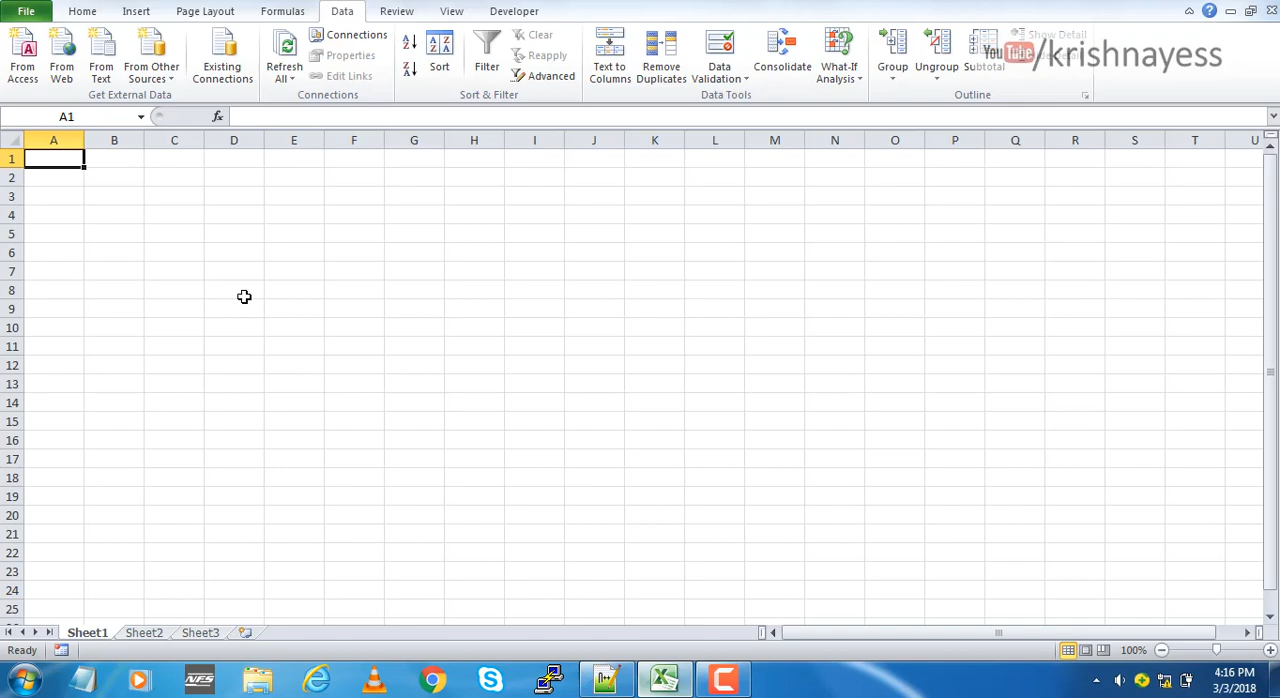 File Home Insert Page Layout Formulas Data Review View Developer
From Access
From Web
From Text
From Other Sources
Existing Connections
Get External Data
Refresh All
Connections
Properties
Edit Links
Connections
Sort
Filter
Clear
Reapply
Advanced
Sort & Filter
Text to Columns
Remove Duplicates
Data Validation
Consolidate
What-If Analysis
Data Tools
Group
Ungroup
Subtotal
Show Detail
Outline
YouTube/krishnayess
A1 fx
A B C D E F G H I J K L M N O P Q R S T U
1
2
3
4
5
6
7
8
9
10
11
12
13
14
15
16
17
18
19
20
21
22
23
24
25
Sheet1 Sheet2 Sheet3
Ready 100%
NFS
4:16 PM
3/3/2018